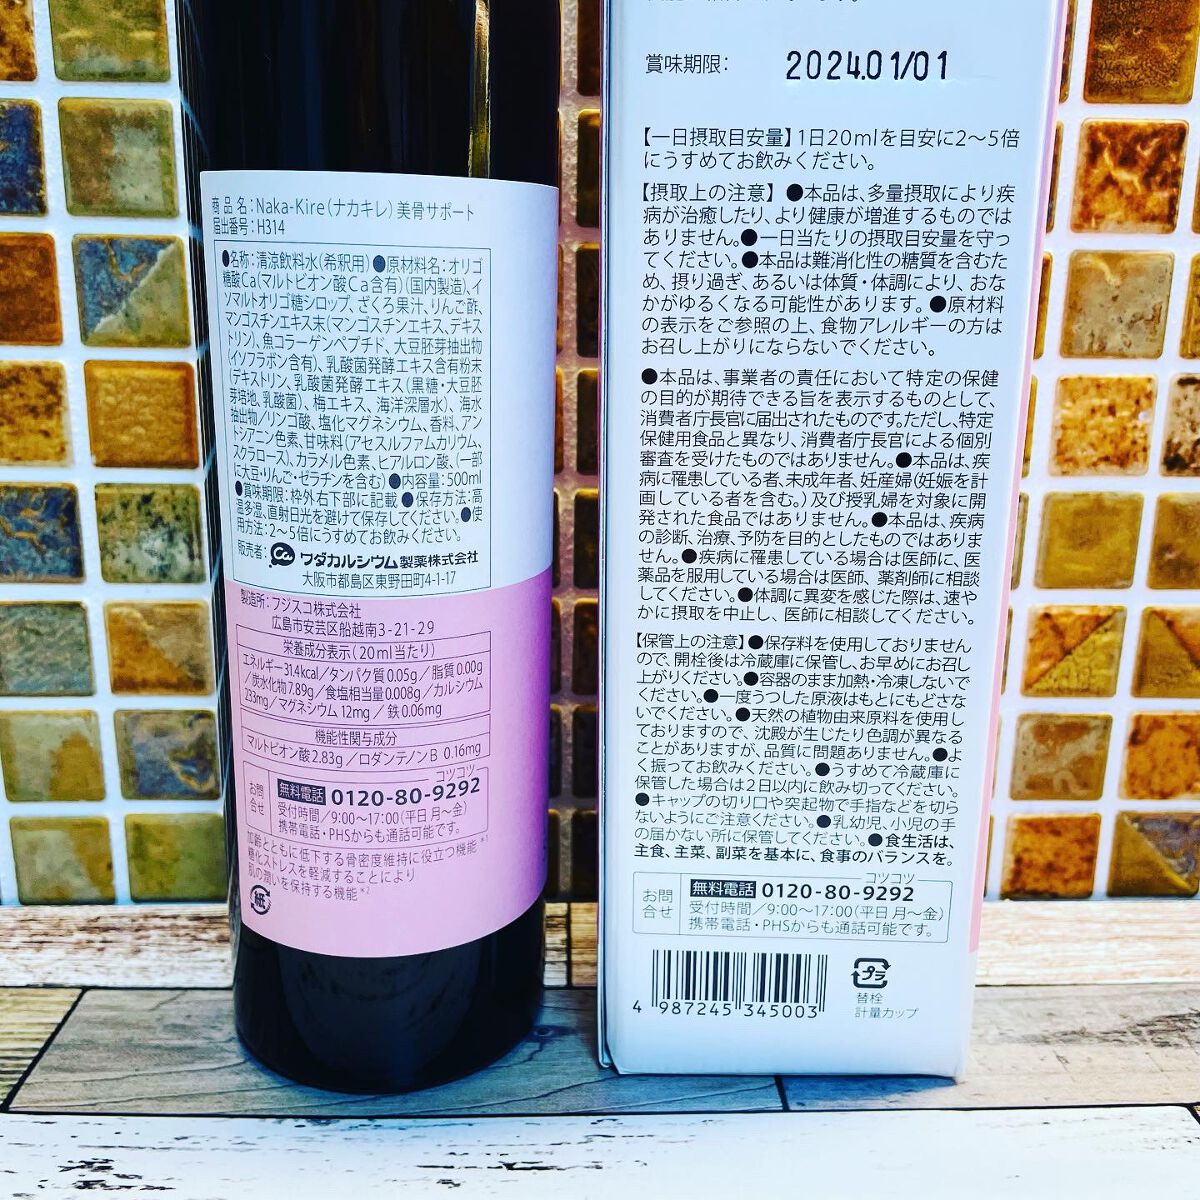 商品名：Naka-Kire(ナカキレ)美骨サポート
届出番号：H314
●名称：清涼飲料水(希釈用)●原材料名：オリゴ
糖酸Ca(マルトビオン酸Ca含有)(国内製造)、イ
ソマルトオリゴ糖シロップ、ざくろ果汁、りんご酢、
マンゴスチンエキス末(マンゴスチンエキス、デキス
トリン)、魚コラーゲンペプチド、大豆胚芽抽出物
(イソフラボン含有)、乳酸菌発酵エキス含有粉末
(デキストリン、乳酸菌発酵エキス(黒糖・大豆胚
芽培地、乳酸菌)、梅エキス、海洋深層水)、海水
抽出物/リンゴ酸、塩化マグネシウム、香料、アン
トシアニン色素、甘味料(アセスルファムカリウム、
スクラロース)、カラメル色素、ヒアルロン酸、(一部
に大豆・りんご・ゼラチンを含む)●内容量：500ml
●賞味期限：枠外右下部に記載●保存方法：高
温多湿、直射日光を避けて保存してください。●使
用方法：2〜5倍にうすめてお飲みください。
販売者：Ca ワダカルシウム製薬株式会社
大阪市都島区東野田町4-1-17
製造所：フジスコ株式会社
広島市安芸区船越南3-21-29
栄養成分表示(20ml当たり)
エネルギー31.4kcal／タンパク質0.05g／脂質0.00g
／炭水化物7.89g／食塩相当量0.008g／カルシウム
233mg／マグネシウム12mg／鉄0.06mg
機能性関与成分
マルトビオン酸2.83g／ロダンテノンB 0.16mg
コツコツ
お問合せ 無料電話 0120-80-9292
受付時間／9:00〜17:00(平日 月〜金)
携帯電話・PHSからも通話可能です。
加齢とともに低下する骨密度維持に役立つ機能*1
糖化ストレスを軽減することにより
肌の潤いを保持する機能*2
紙
賞味期限： 2024.01/01
【一日摂取目安量】1日20mlを目安に2〜5倍
にうすめてお飲みください。
【摂取上の注意】●本品は、多量摂取により疾
病が治癒したり、より健康が増進するものでは
ありません。●一日当たりの摂取目安量を守っ
てください。●本品は難消化性の糖質を含むた
め、摂り過ぎ、あるいは体質・体調により、おな
かがゆるくなる可能性があります。●原材料
の表示をご参照の上、食物アレルギーの方は
お召し上がりにならないでください。
●本品は、事業者の責任において特定の保健
の目的が期待できる旨を表示するものとして、
消費者庁長官に届出されたものです。ただし、特定
保健用食品と異なり、消費者庁長官による個別
審査を受けたものではありません。●本品は、疾
病に罹患している者、未成年者、妊産婦(妊娠を計
画している者を含む。)及び授乳婦を対象に開
発された食品ではありません。●本品は、疾病
の診断、治療、予防を目的としたものではありま
せん。●疾病に罹患している場合は医師に、医
薬品を服用している場合は医師、薬剤師に相談
してください。●体調に異変を感じた際は、速や
かに摂取を中止し、医師に相談してください。
【保管上の注意】●保存料を使用しておりません
ので、開栓後は冷蔵庫に保管し、お早めにお召し
上がりください。●容器のまま加熱・冷凍しないで
ください。●一度うつした原液はもとにもどさな
いでください。●天然の植物由来原料を使用し
ておりますので、沈殿が生じたり色調が異なる
ことがありますが、品質に問題ありません。●よ
く振ってお飲みください。●うすめて冷蔵庫に
保管した場合は2日以内に飲み切ってください。
●キャップの切り口や突起物で手指などを切ら
ないようにご注意ください。●乳幼児、小児の手
の届かない所に保管してください。●食生活は、
主食、主菜、副菜を基本に、食事のバランスを。
コツコツ
お問合せ 無料電話 0120-80-9292
受付時間／9:00〜17:00(平日 月〜金)
携帯電話・PHSからも通話可能です。
4 987245 345003
プラ
替栓
計量カップ